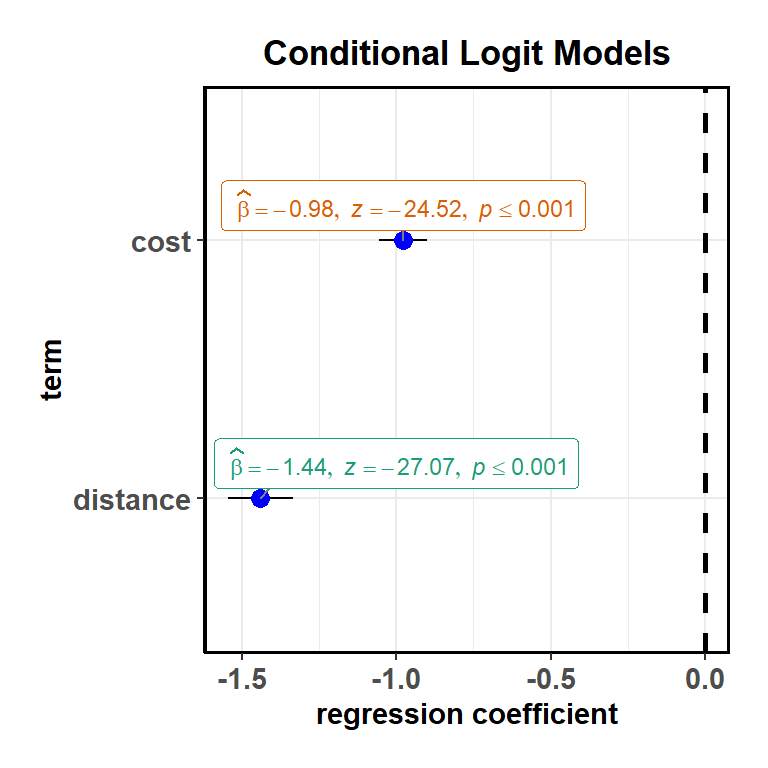 Conditional Logit Models
β̂ = −0.98, z = −24.52, p ≤ 0.001
cost
term
β̂ = −1.44, z = −27.07, p ≤ 0.001
distance
-1.5 -1.0 -0.5 0.0
regression coefficient